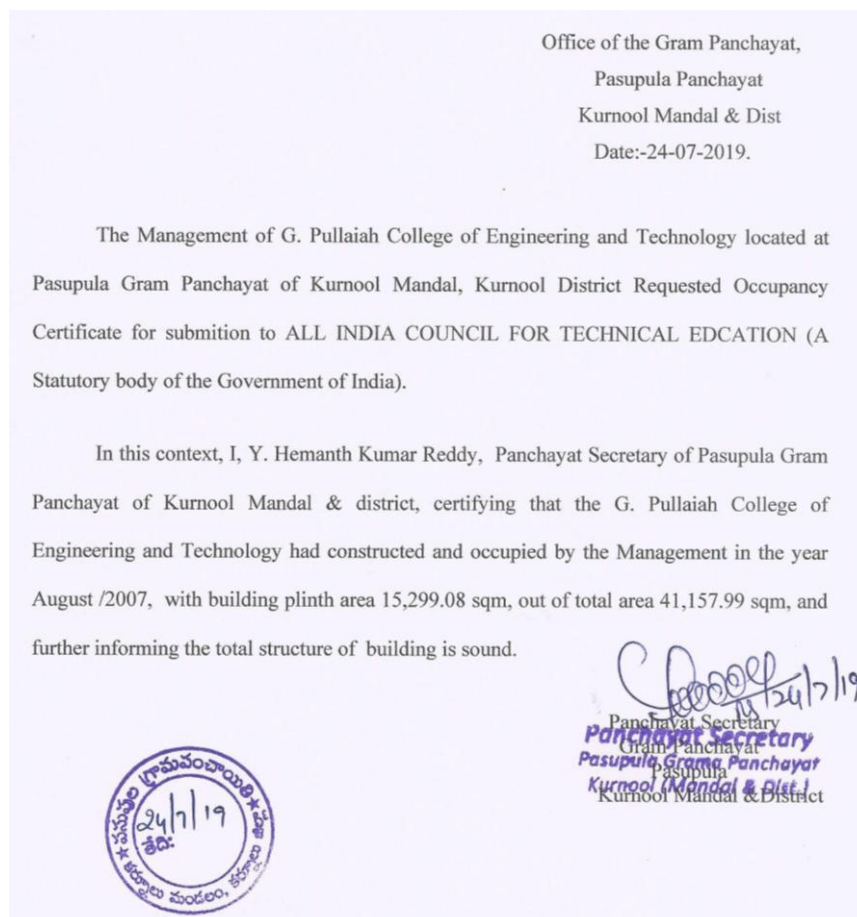 Office of the Gram Panchayat,
Pasupula Panchayat
Kurnool Mandal & Dist
Date:-24-07-2019.
The Management of G. Pullaiah College of Engineering and Technology located at
Pasupula Gram Panchayat of Kurnool Mandal, Kurnool District Requested Occupancy
Certificate for submition to ALL INDIA COUNCIL FOR TECHNICAL EDCATION (A
Statutory body of the Government of India).
In this context, I, Y. Hemanth Kumar Reddy, Panchayat Secretary of Pasupula Gram
Panchayat of Kurnool Mandal & district, certifying that the G. Pullaiah College of
Engineering and Technology had constructed and occupied by the Management in the year
August /2007, with building plinth area 15,299.08 sqm, out of total area 41,157.99 sqm, and
further informing the total structure of building is sound.
24/7/19
Panchayat Secretary
Panchayat Secretary
Gram Panchayat
Pasupula Grama Panchayat
Pasupula
Kurnool (Mandal & Dist.)
Kurnool Mandal &District
పసుపుల గ్రామపంచాయితి
24/7/19
తేది:
కర్నూలు మండలం, కర్నూలు